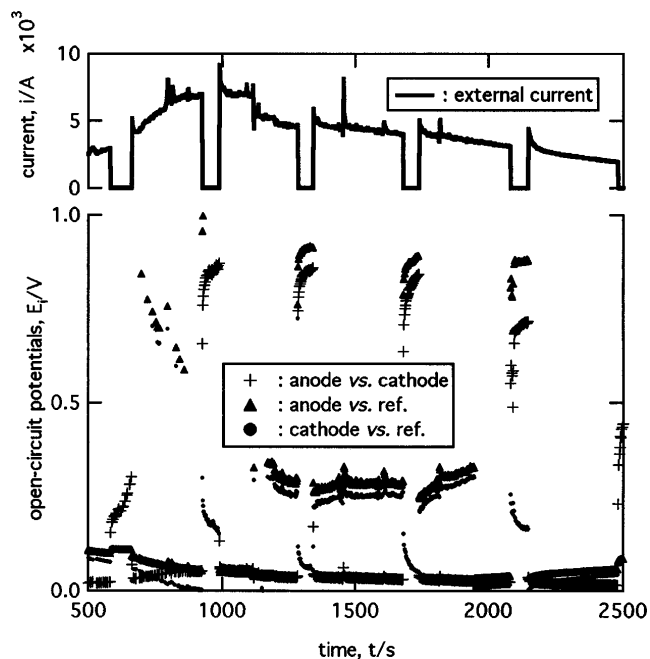 current, i/A x10³
10
5
0
: external current
open-circuit potentials, Eᵢ/V
1.0
0.5
0.0
+ : anode vs. cathode
▲ : anode vs. ref.
● : cathode vs. ref.
500 1000 1500 2000 2500
time, t/s